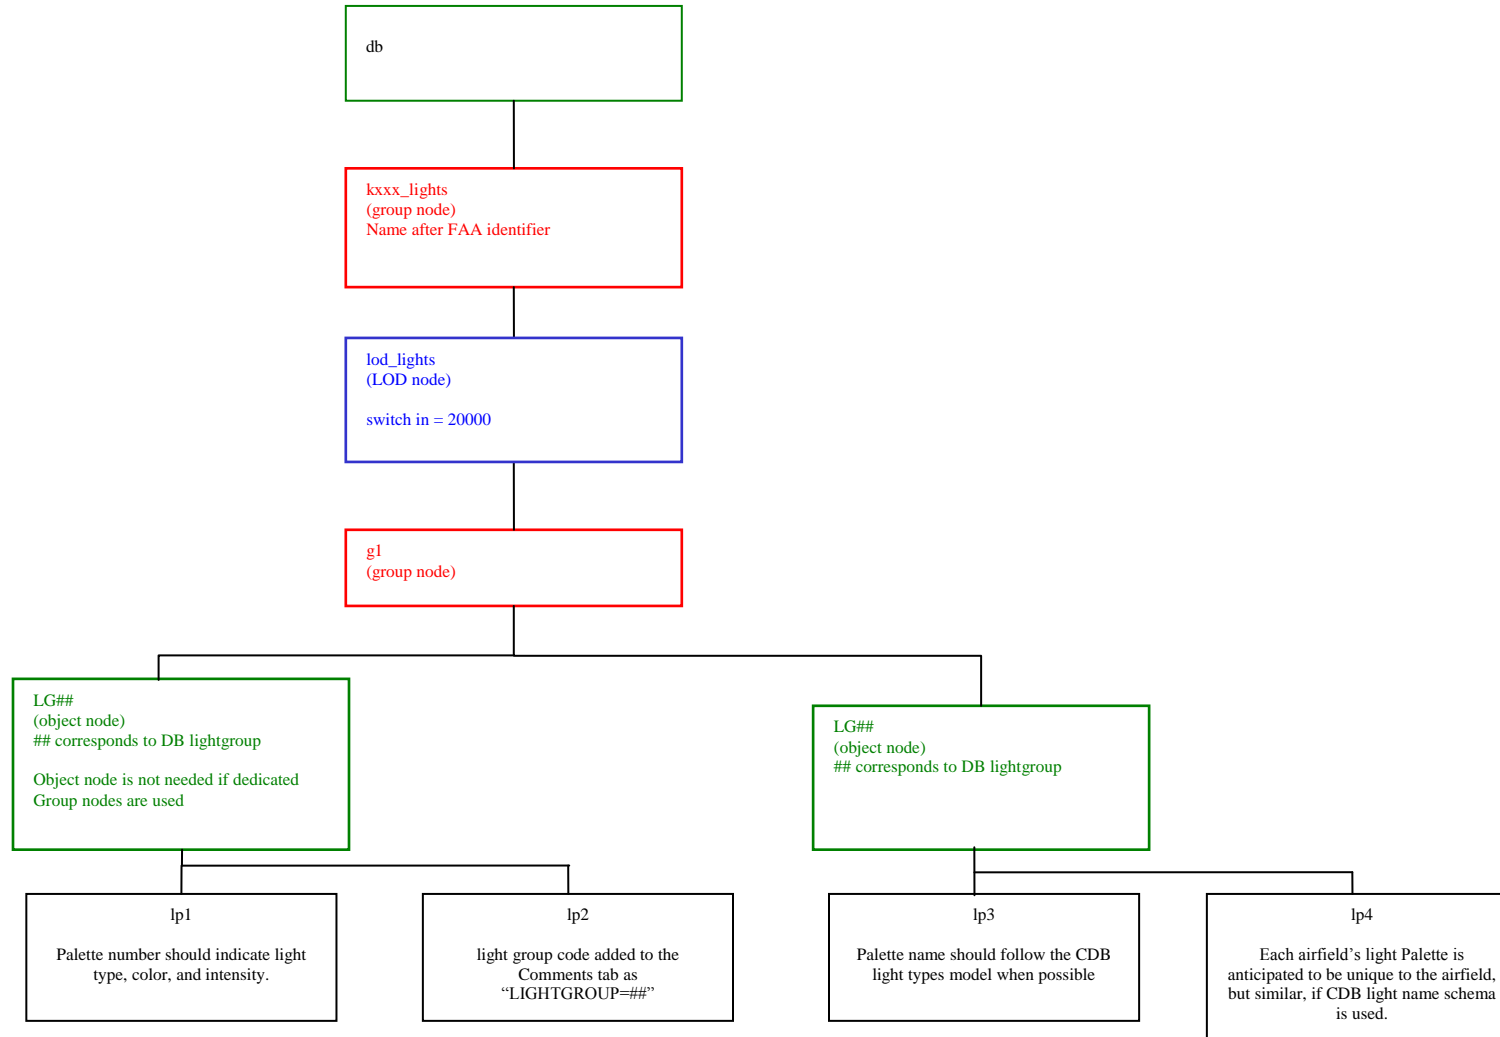 db
kxxx_lights
(group node)
Name after FAA identifier
lod_lights
(LOD node)
switch in = 20000
g1
(group node)
LG##
(object node)
## corresponds to DB lightgroup
Object node is not needed if dedicated
Group nodes are used
LG##
(object node)
## corresponds to DB lightgroup
lp1
Palette number should indicate light
type, color, and intensity.
lp2
light group code added to the
Comments tab as
“LIGHTGROUP=##”
lp3
Palette name should follow the CDB
light types model when possible
lp4
Each airfield’s light Palette is
anticipated to be unique to the airfield,
but similar, if CDB light name schema
is used.